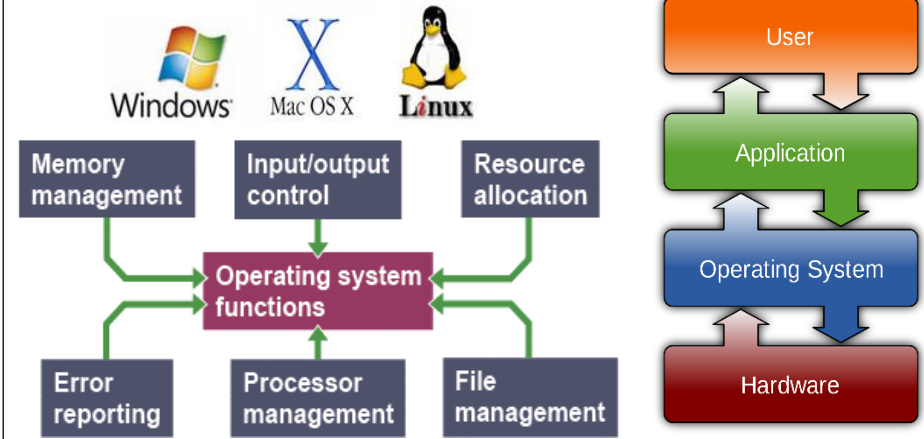 Windows
Mac OS X
Linux
Memory
management
Input/output
control
Resource
allocation
Operating system
functions
Error
reporting
Processor
management
File
management
User
Application
Operating System
Hardware